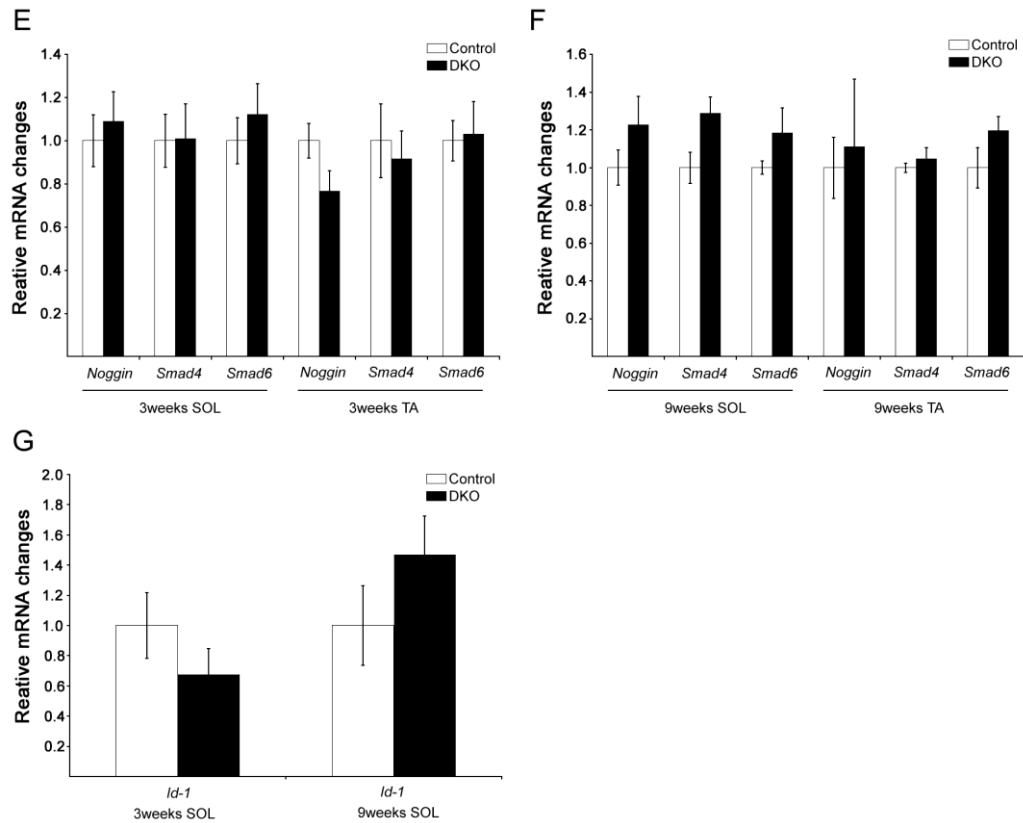 E
Control
DKO
Reative mRNA changes
1.4
1.2
1.0
0.8
0.6
0.4
0.2
Noggin Smad4 Smad6 Noggin Smad4 Smad6
3weeks SOL 3weeks TA
F
Control
DKO
Reative mRNA changes
1.6
1.4
1.2
1.0
0.8
0.6
0.4
0.2
Noggin Smad4 Smad6 Noggin Smad4 Smad6
9weeks SOL 9weeks TA
G
Control
DKO
Reative mRNA changes
2.0
1.8
1.6
1.4
1.2
1.0
0.8
0.6
0.4
0.2
Id-1 Id-1
3weeks SOL 9weeks SOL